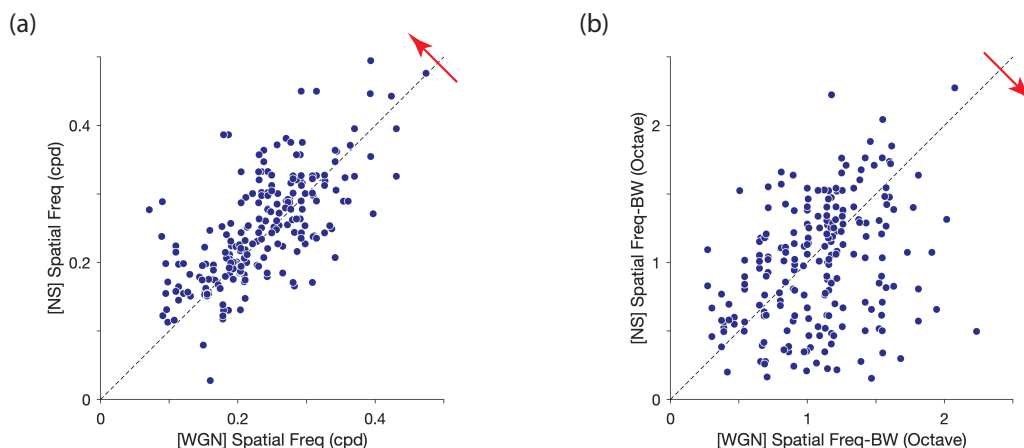 (a)
(b)
[NS] Spatial Freq (cpd)
0.4
0.2
0
0
0.2
0.4
[WGN] Spatial Freq (cpd)
[NS] Spatial Freq-BW (Octave)
2
1
0
0
1
2
[WGN] Spatial Freq-BW (Octave)